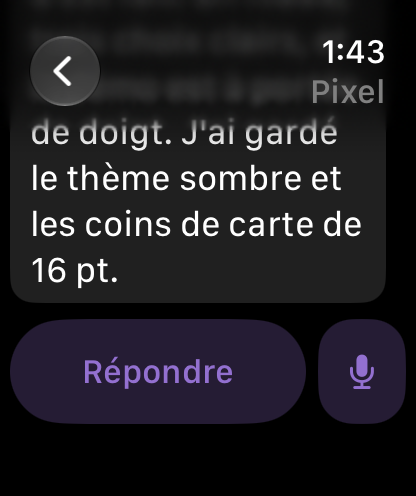 1:43
Pixel
de doigt. J'ai gardé
le thème sombre et
les coins de carte de
16 pt.
Répondre